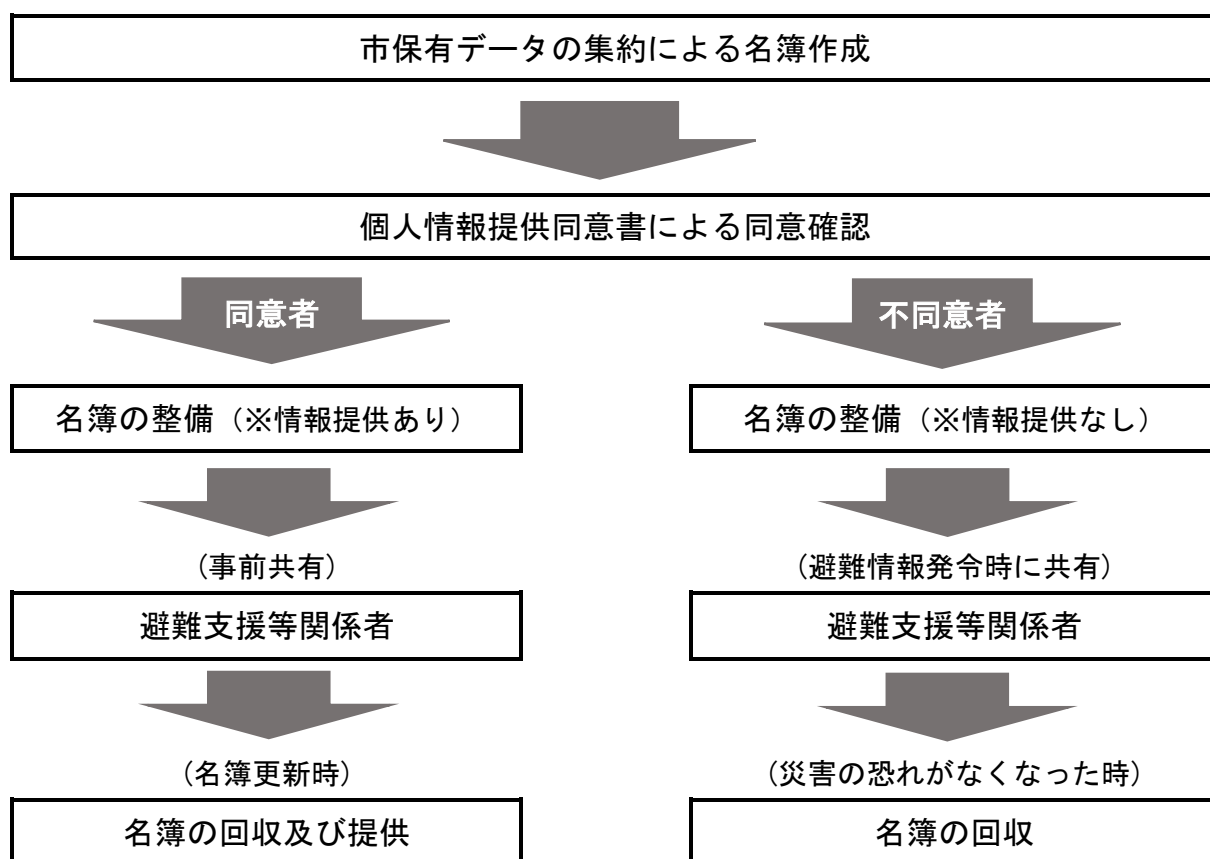 市保有データの集約による名簿作成
個人情報提供同意書による同意確認
同意者
不同意者
名簿の整備（※情報提供あり）
名簿の整備（※情報提供なし）
（事前共有）
（避難情報発令時に共有）
避難支援等関係者
避難支援等関係者
（名簿更新時）
（災害の恐れがなくなった時）
名簿の回収及び提供
名簿の回収